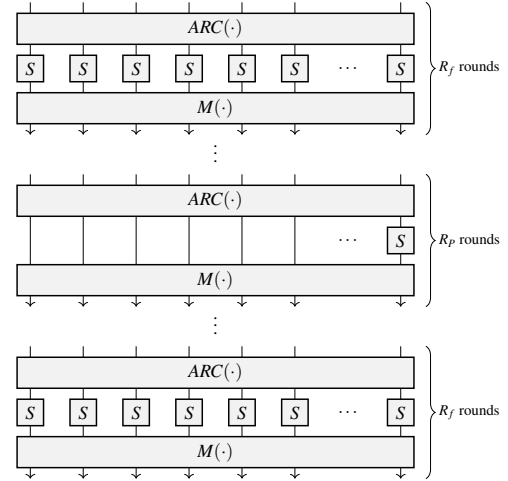 ARC(·)
S S S S S S ··· S
R_f rounds
M(·)
⋮
ARC(·)
··· S
R_P rounds
M(·)
⋮
ARC(·)
S S S S S S ··· S
R_f rounds
M(·)